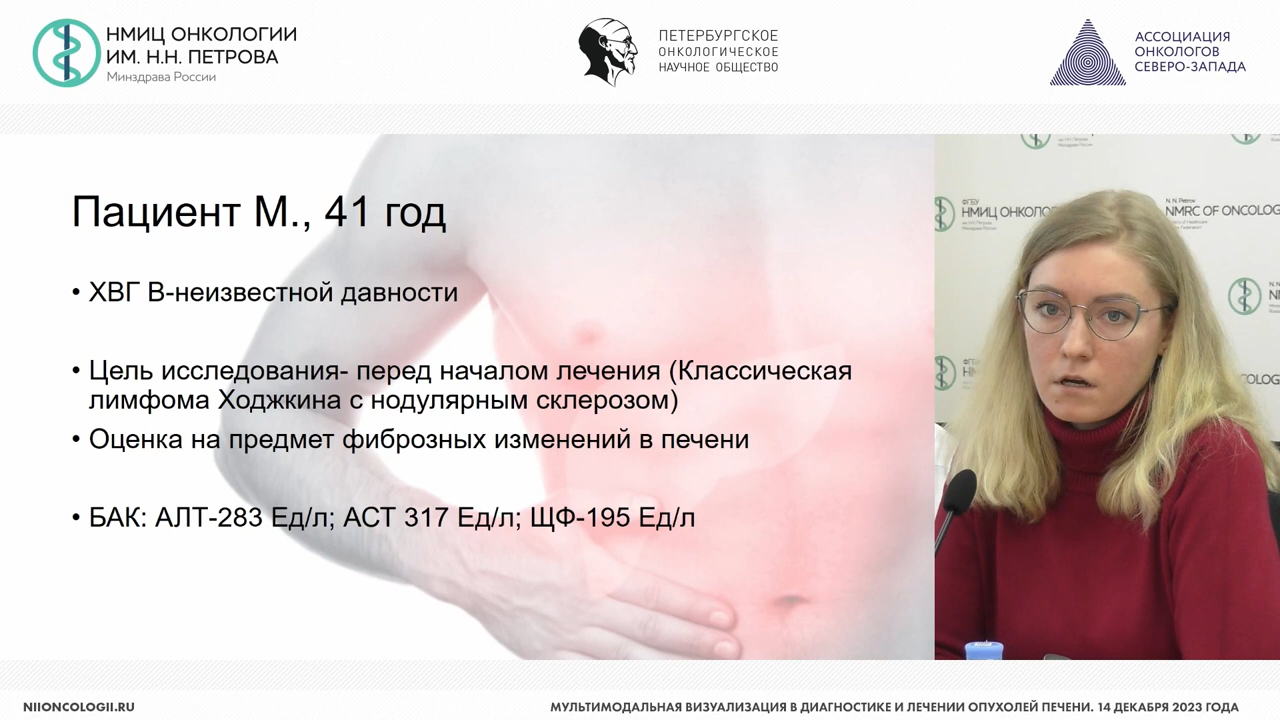 НМИЦ ОНКОЛОГИИ
ИМ. Н.Н. ПЕТРОВА
Минздрава России
ПЕТЕРБУРГСКОЕ
ОНКОЛОГИЧЕСКОЕ
НАУЧНОЕ ОБЩЕСТВО
АССОЦИАЦИЯ
ОНКОЛОГОВ
СЕВЕРО-ЗАПАДА
Пациент М., 41 год
• ХВГ В-неизвестной давности
• Цель исследования- перед началом лечения (Классическая
лимфома Ходжкина с нодулярным склерозом)
• Оценка на предмет фиброзных изменений в печени
• БАК: АЛТ-283 Ед/л; АСТ 317 Ед/л; ЩФ-195 Ед/л
ФГБУ
НМИЦ ОНКОЛО
N. N. Petrov
NMRC OF ONCOLOG
NIIONCOLOGII.RU
МУЛЬТИМОДАЛЬНАЯ ВИЗУАЛИЗАЦИЯ В ДИАГНОСТИКЕ И ЛЕЧЕНИИ ОПУХОЛЕЙ ПЕЧЕНИ. 14 ДЕКАБРЯ 2023 ГОДА